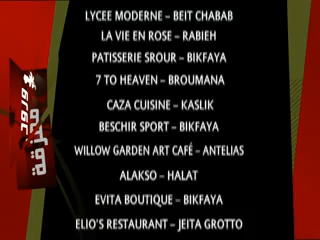 LYCEE MODERNE – BEIT CHABAB
LA VIE EN ROSE – RABIEH
PATISSERIE SROUR – BIKFAYA
7 TO HEAVEN – BROUMANA
CAZA CUISINE – KASLIK
BESCHIR SPORT – BIKFAYA
WILLOW GARDEN ART CAFÉ – ANTELIAS
ALAKSO – HALAT
EVITA BOUTIQUE – BIKFAYA
ELIO'S RESTAURANT – JEITA GROTTO